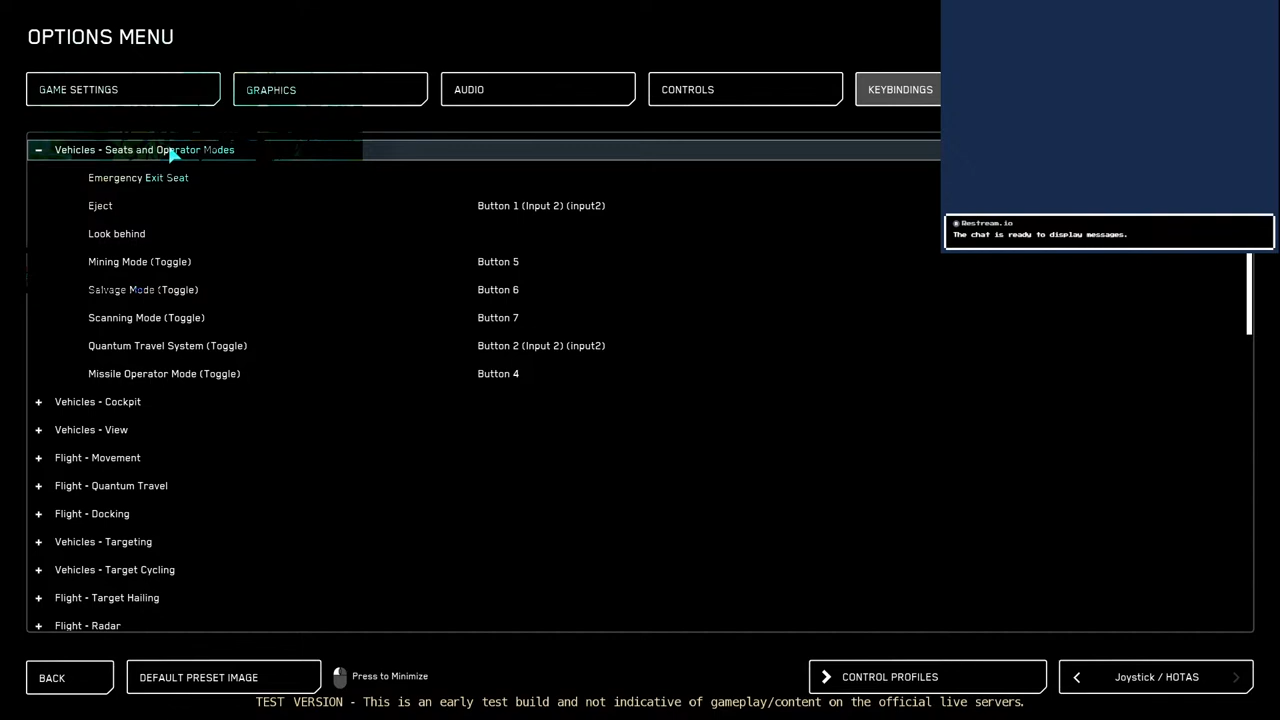 OPTIONS MENU
GAME SETTINGS
GRAPHICS
AUDIO
CONTROLS
KEYBINDINGS
Vehicles - Seats and Operator Modes
Emergency Exit Seat
Eject
Button 1 (Input 2) (input2)
Look behind
Mining Mode (Toggle)
Button 5
Salvage Mode (Toggle)
Button 6
Scanning Mode (Toggle)
Button 7
Quantum Travel System (Toggle)
Button 2 (Input 2) (input2)
Missile Operator Mode (Toggle)
Button 4
Vehicles - Cockpit
Vehicles - View
Flight - Movement
Flight - Quantum Travel
Flight - Docking
Vehicles - Targeting
Vehicles - Target Cycling
Flight - Target Hailing
Flight - Radar
Restream.io
The chat is ready to display messages.
BACK
DEFAULT PRESET IMAGE
Press to Minimize
CONTROL PROFILES
Joystick / HOTAS
TEST VERSION - This is an early test build and not indicative of gameplay/content on the official live servers.